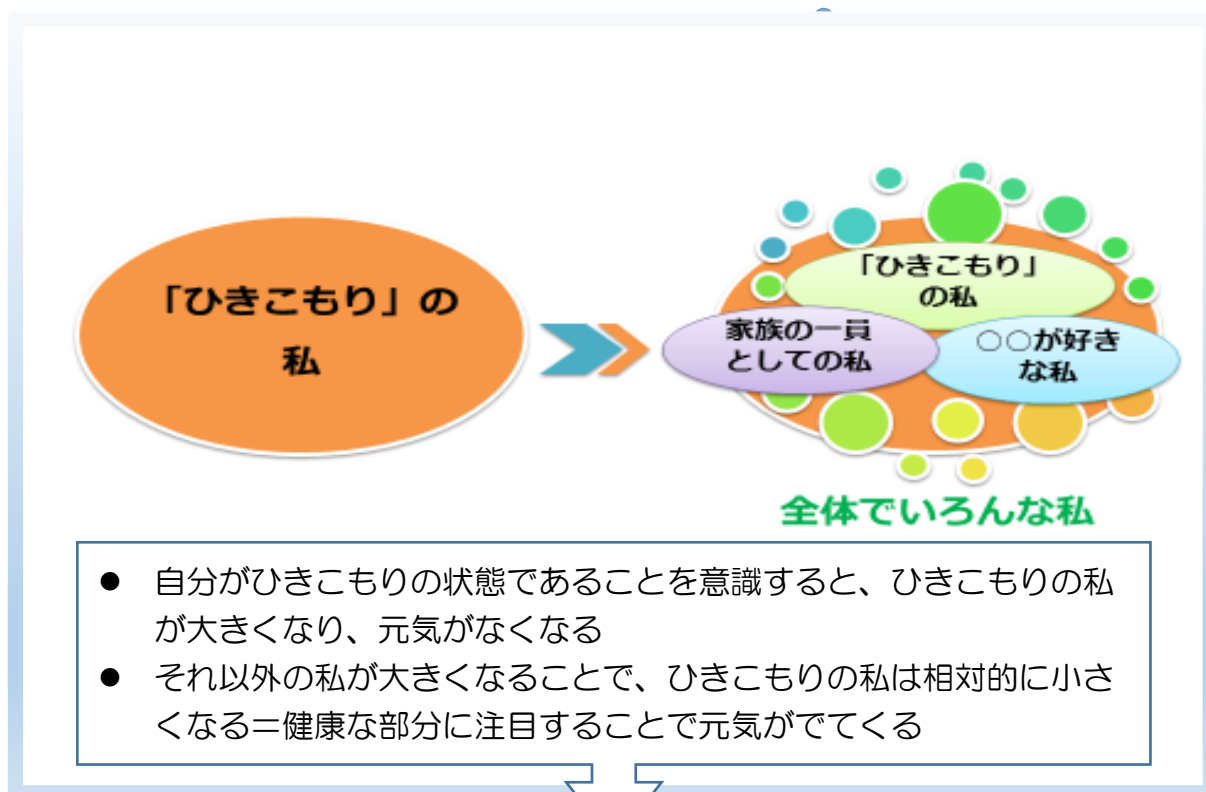 「ひきこもり」の
私
「ひきこもり」
の私
家族の一員
としての私
○○が好き
な私
全体でいろんな私
● 自分がひきこもりの状態であることを意識すると、ひきこもりの私
が大きくなり、元気がなくなる
● それ以外の私が大きくなることで、ひきこもりの私は相対的に小さ
くなる＝健康な部分に注目することで元気がでてくる